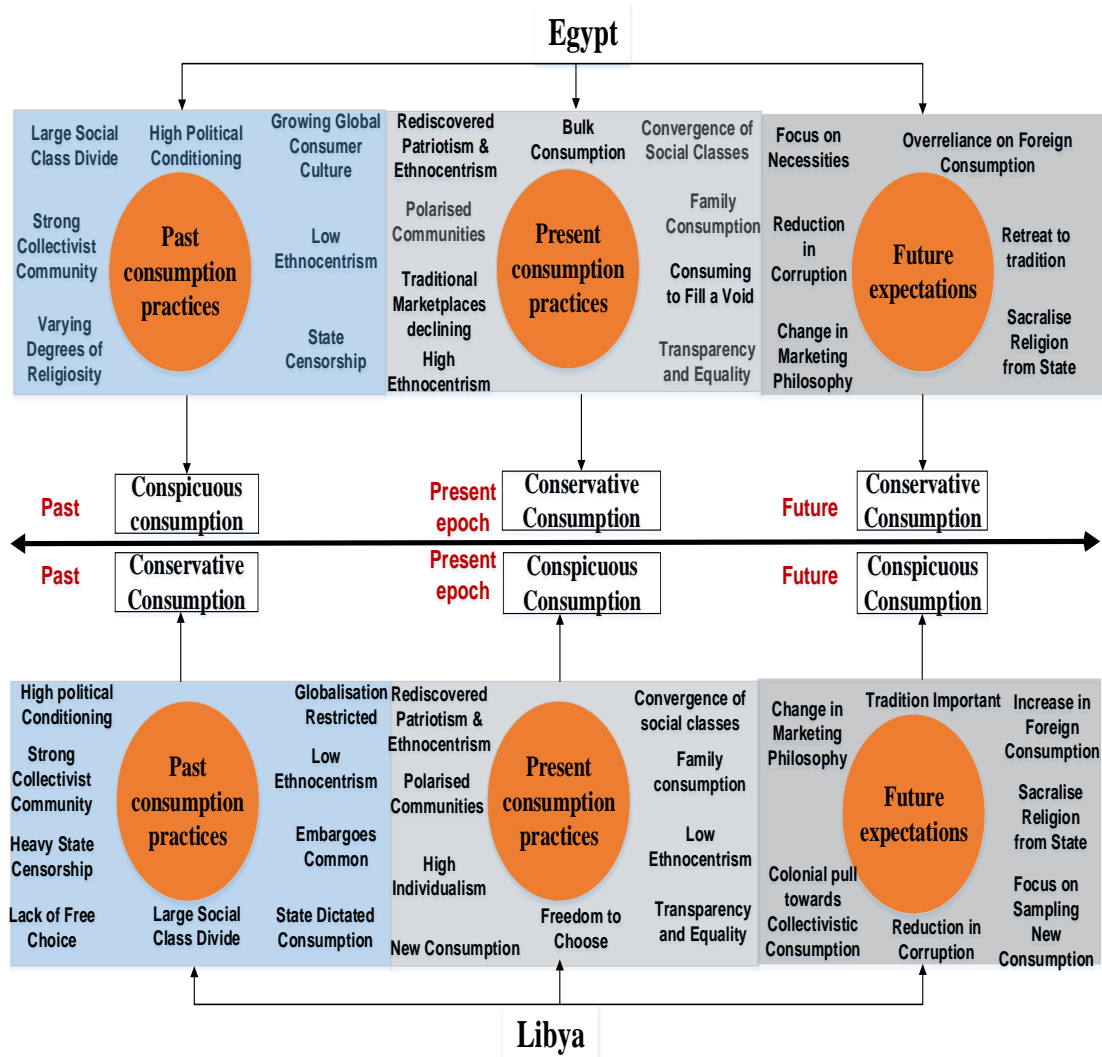 Egypt
Large Social
Class Divide
High Political
Conditioning
Growing Global
Consumer
Culture
Strong
Collectivist
Community
Past
consumption
practices
Low
Ethnocentrism
Varying
Degrees of
Religiosity
State
Censorship
Rediscovered
Patriotism &
Ethnocentrism
Bulk
Consumption
Convergence of
Social Classes
Polarised
Communities
Present
consumption
practices
Family
Consumption
Traditional
Marketplaces
declining
Consuming
to Fill a Void
High
Ethnocentrism
Transparency
and Equality
Focus on
Necessities
Overreliance on Foreign
Consumption
Reduction
in
Corruption
Future
expectations
Retreat to
tradition
Change in
Marketing
Philosophy
Sacralise
Religion
from State
Past
Conspicuous
consumption
Present
epoch
Conservative
Consumption
Future
Conservative
Consumption
Past
Conservative
Consumption
Present
epoch
Conspicuous
Consumption
Future
Conspicuous
Consumption
High political
Conditioning
Globalisation
Restricted
Strong
Collectivist
Community
Past
consumption
practices
Low
Ethnocentrism
Heavy State
Censorship
Embargoes
Common
Lack of Free
Choice
Large Social
Class Divide
State Dictated
Consumption
Rediscovered
Patriotism &
Ethnocentrism
Convergence of
social classes
Polarised
Communities
Present
consumption
practices
Family
consumption
High
Individualism
Low
Ethnocentrism
New Consumption
Freedom to
Choose
Transparency
and Equality
Change in
Marketing
Philosophy
Tradition Important
Increase in
Foreign
Consumption
Future
expectations
Sacralise
Religion
from State
Colonial pull
towards
Collectivistic
Consumption
Reduction in
Corruption
Focus on
Sampling
New
Consumption
Libya